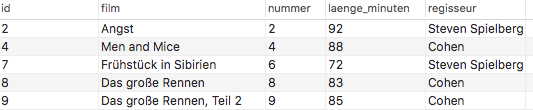 id film nummer laenge_minuten regisseur
2 Angst 2 92 Steven Spielberg
4 Men and Mice 4 88 Cohen
7 Frühstück in Sibirien 6 72 Steven Spielberg
8 Das große Rennen 8 83 Cohen
9 Das große Rennen, Teil 2 9 85 Cohen